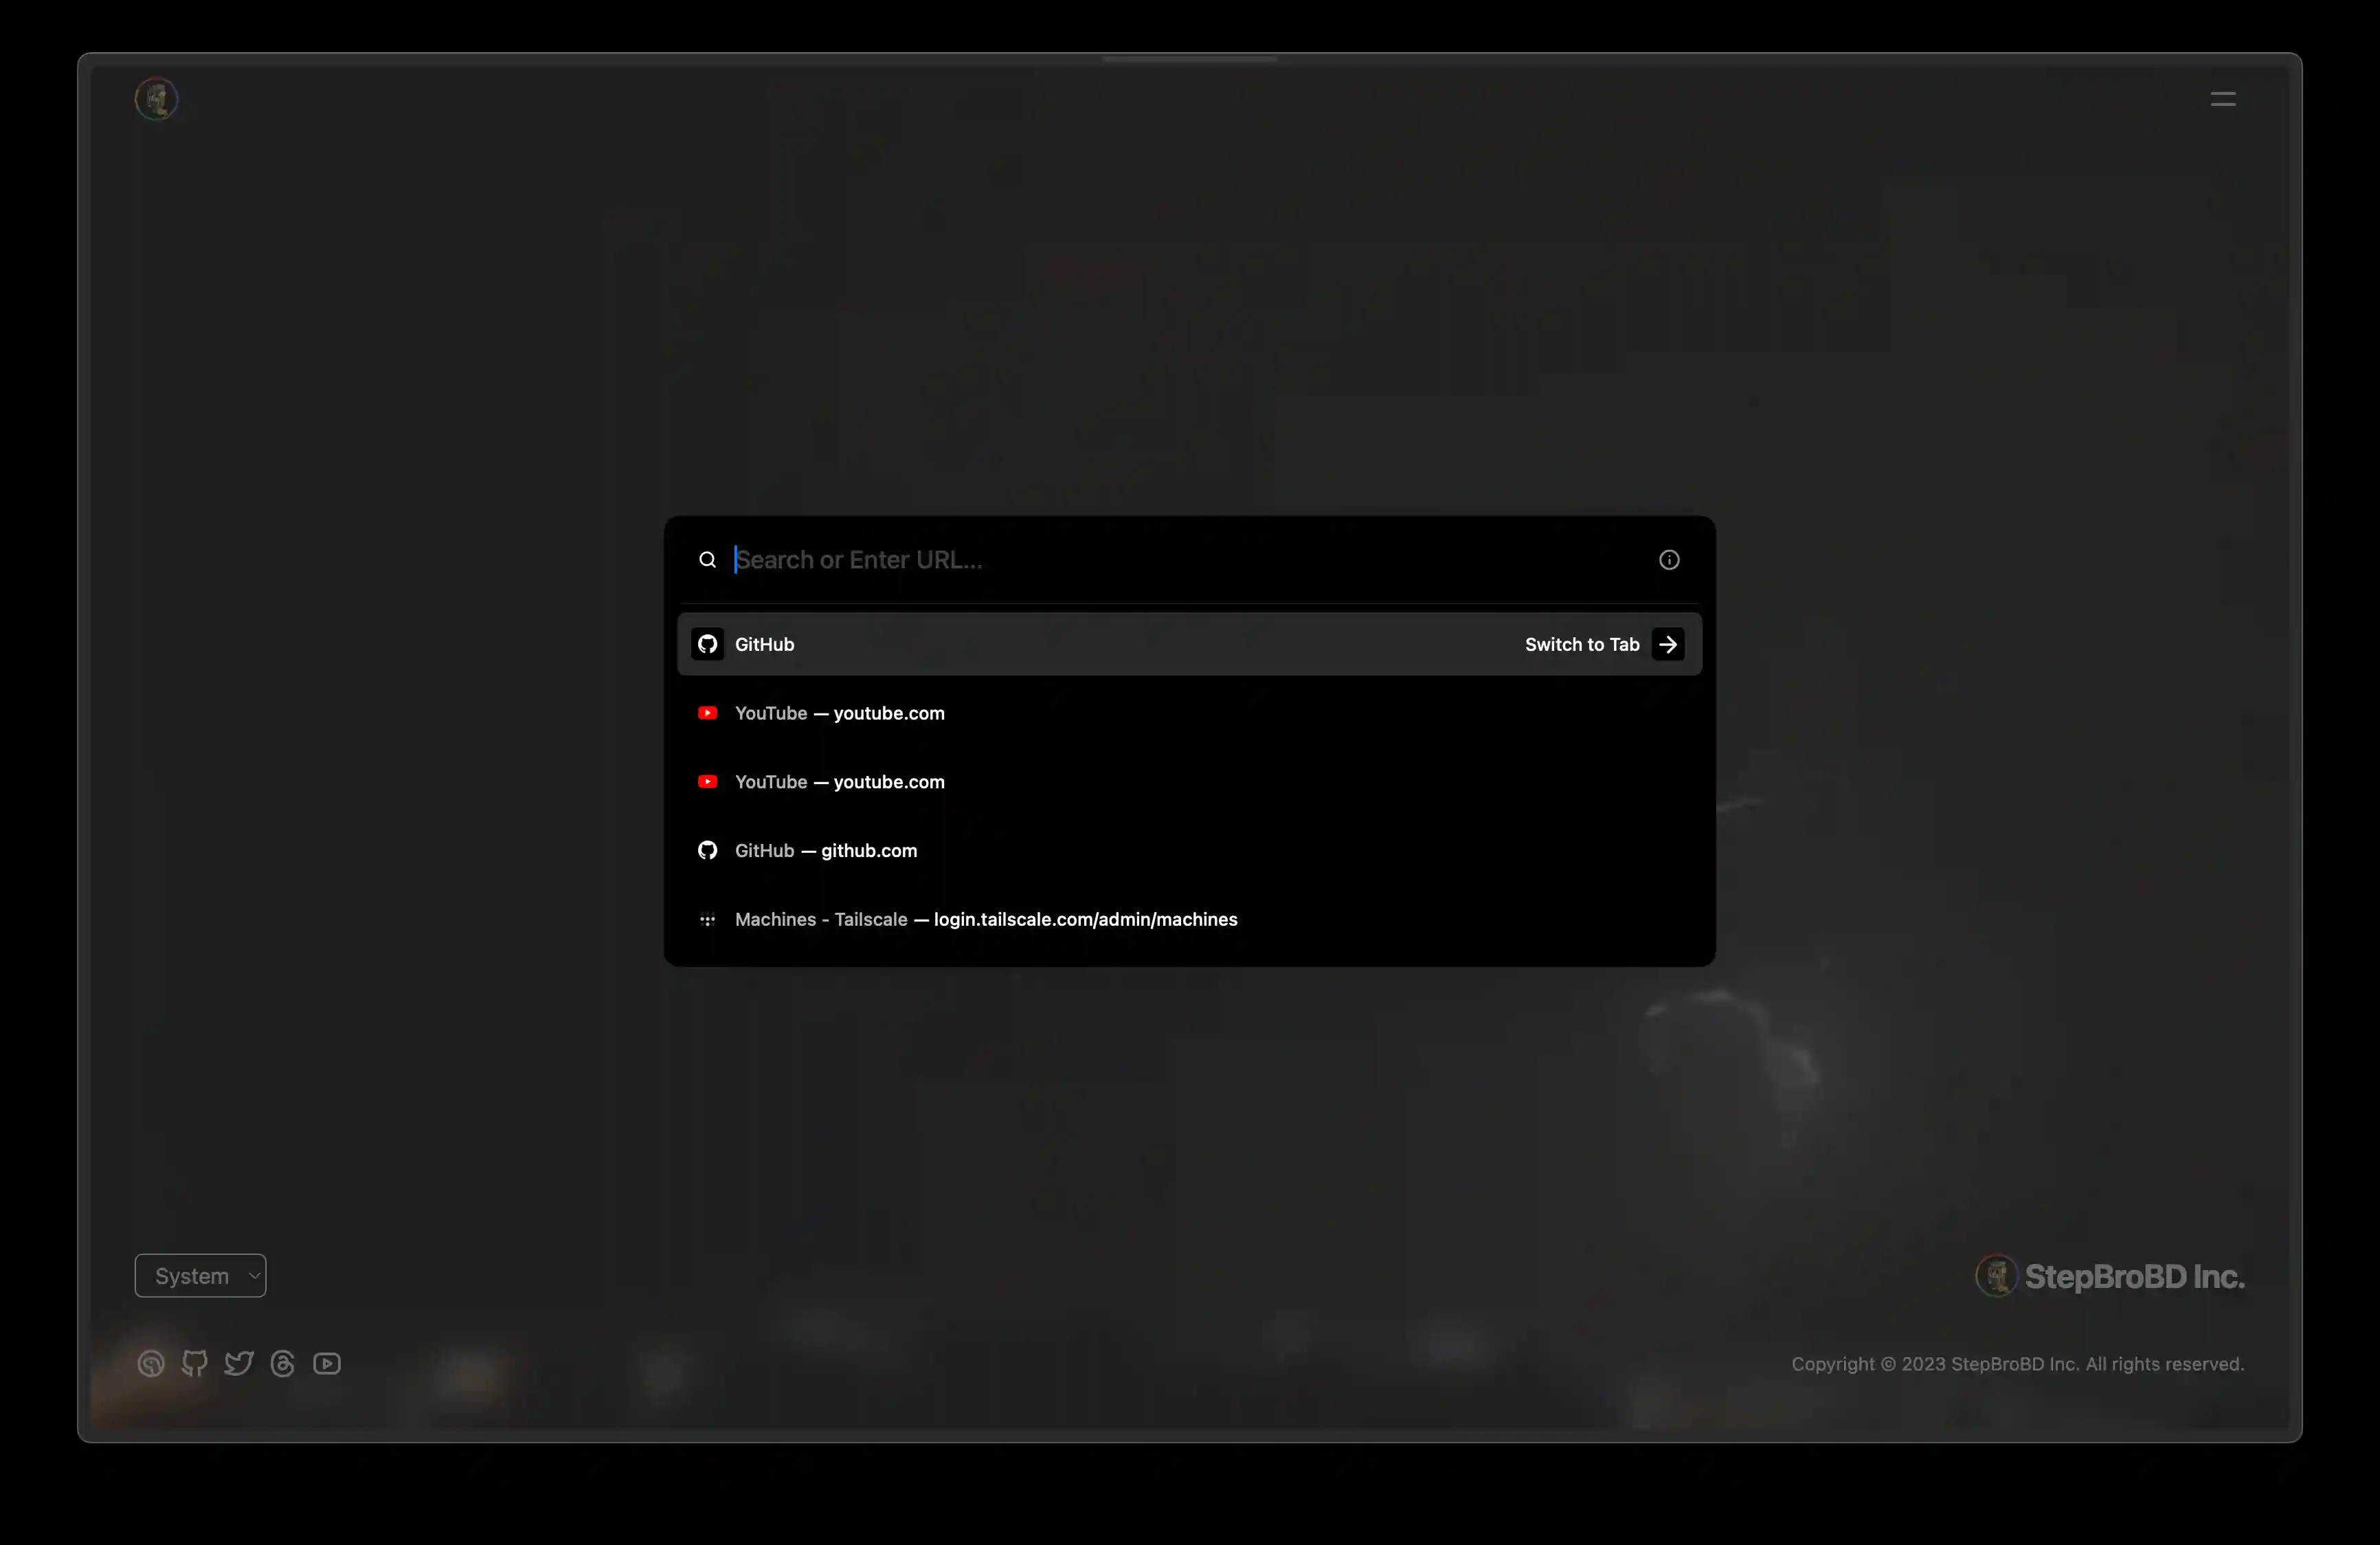 Search or Enter URL...
GitHub Switch to Tab
YouTube — youtube.com
YouTube — youtube.com
GitHub — github.com
Machines - Tailscale — login.tailscale.com/admin/machines
System
StepBroBD Inc.
Copyright © 2023 StepBroBD Inc. All rights reserved.